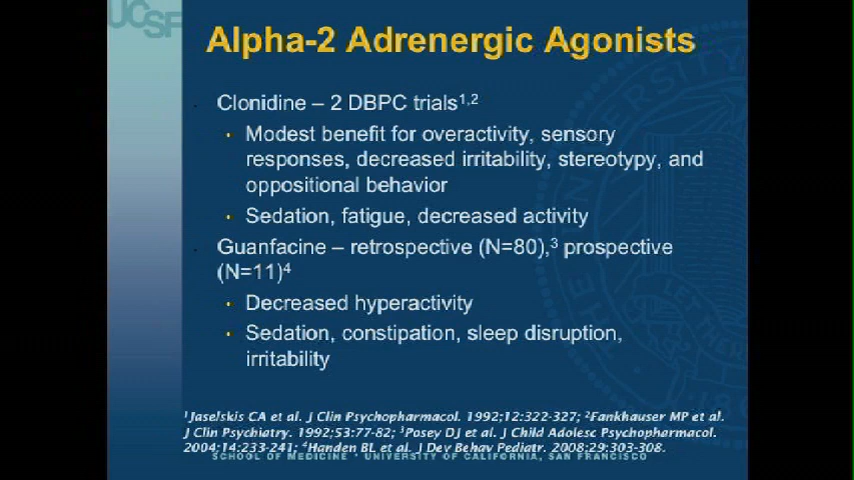 UCSF
Alpha-2 Adrenergic Agonists
Clonidine – 2 DBPC trials1,2
• Modest benefit for overactivity, sensory
responses, decreased irritability, stereotypy, and
oppositional behavior
• Sedation, fatigue, decreased activity
Guanfacine – retrospective (N=80),3 prospective
(N=11)4
• Decreased hyperactivity
• Sedation, constipation, sleep disruption,
irritability
1Jaselskis CA et al. J Clin Psychopharmacol. 1992;12:322-327; 2Fankhauser MP et al.
J Clin Psychiatry. 1992;53:77-82; 3Posey DJ et al. J Child Adolesc Psychopharmacol.
2004;14:233-241; 4Handen BL et al. J Dev Behav Pediatr. 2008;29:303-308.
SCHOOL OF MEDICINE • UNIVERSITY OF CALIFORNIA, SAN FRANCISCO